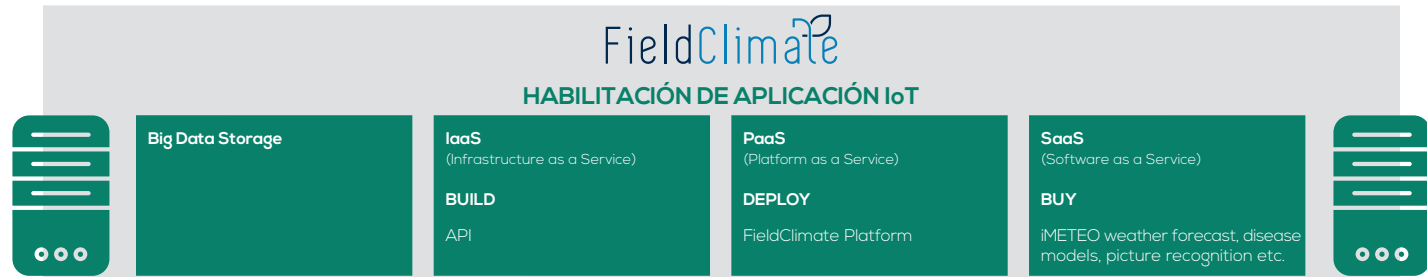 FieldClimate
HABILITACIÓN DE APLICACIÓN IoT
Big Data Storage
IaaS
(Infrastructure as a Service)
BUILD
API
PaaS
(Platform as a Service)
DEPLOY
FieldClimate Platform
SaaS
(Software as a Service)
BUY
iMETEO weather forecast, disease
models, picture recognition etc.